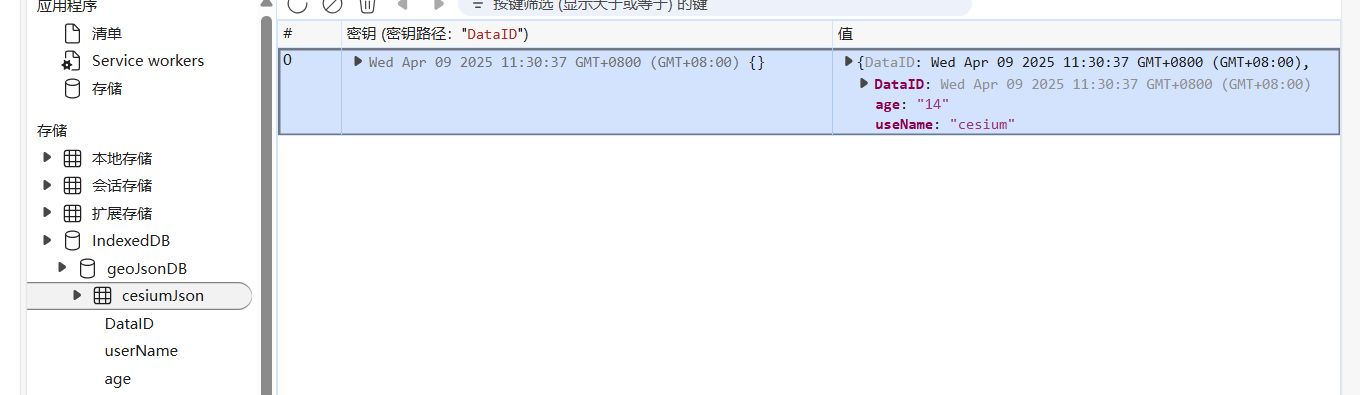 应用程序
清单
Service workers
存储
存储
本地存储
会话存储
扩展存储
IndexedDB
geoJsonDB
cesiumJson
DataID
userName
age
按键筛选 (显示大于或等于) 的键
# 密钥 (密钥路径: "DataID") 值
0 Wed Apr 09 2025 11:30:37 GMT+0800 (GMT+08:00) {} {DataID: Wed Apr 09 2025 11:30:37 GMT+0800 (GMT+08:00),
DataID: Wed Apr 09 2025 11:30:37 GMT+0800 (GMT+08:00)
age: "14"
useName: "cesium"